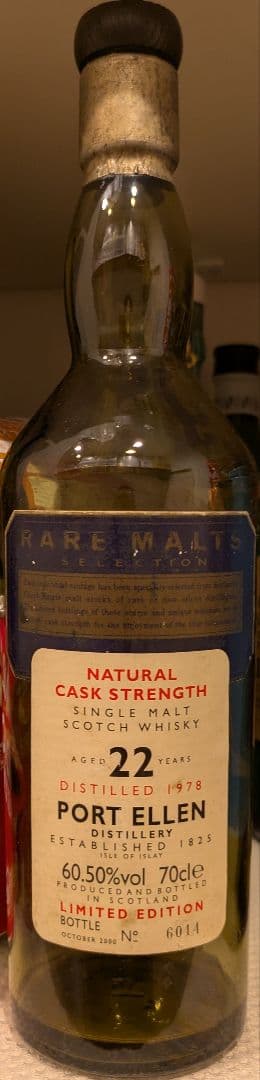 RARE MALTS
SELECTION
NATURAL
CASK STRENGTH
SINGLE MALT
SCOTCH WHISKY
AGED 22 YEARS
DISTILLED 1978
PORT ELLEN
DISTILLERY
ESTABLISHED 1825
ISLE OF ISLAY
60.50%vol 70cle
PRODUCED AND BOTTLED
IN SCOTLAND
LIMITED EDITION
BOTTLE
OCTOBER 2000 Nº 6014